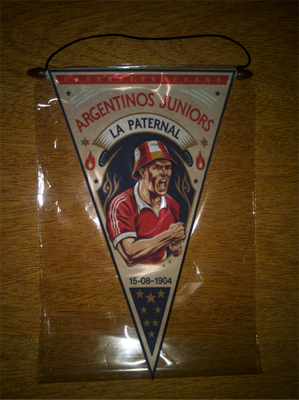 ARGENTINOS JUNIORS
LA PATERNAL
15-08-1904